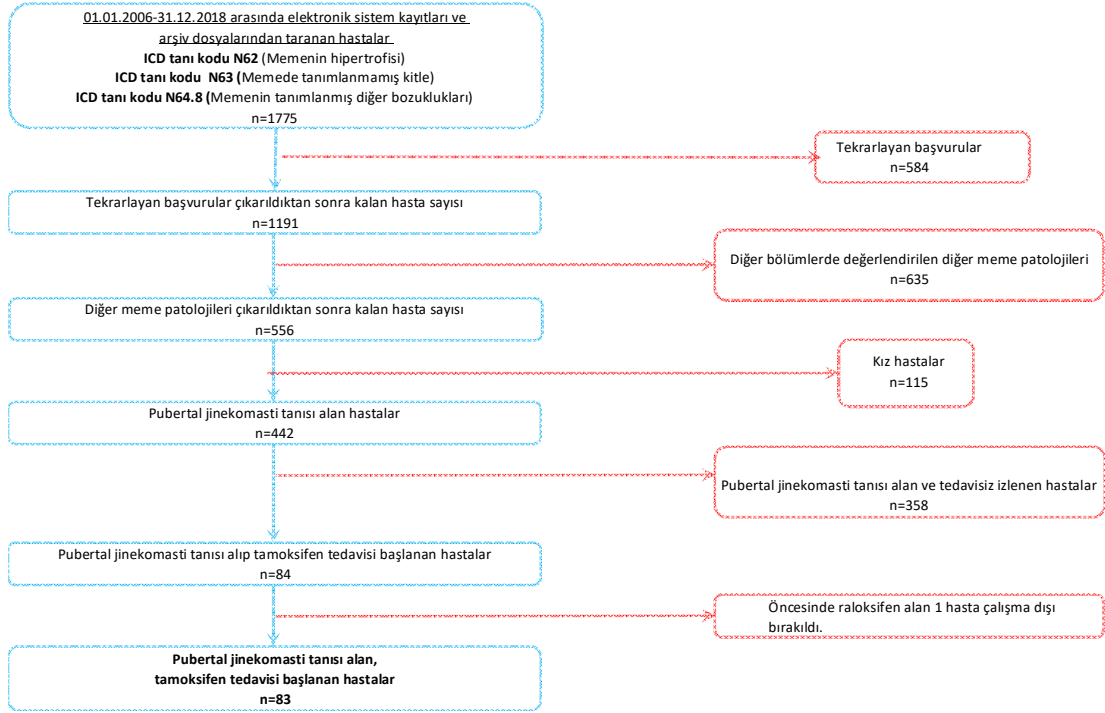 01.01.2006-31.12.2018 arasında elektronik sistem kayıtları ve
arşiv dosyalarından taranan hastalar
ICD tanı kodu N62 (Memenin hipertrofisi)
ICD tanı kodu N63 (Memede tanımlanmamış kitle)
ICD tanı kodu N64.8 (Memenin tanımlanmış diğer bozuklukları)
n=1775
Tekrarlayan başvurular
n=584
Tekrarlayan başvurular çıkarıldıktan sonra kalan hasta sayısı
n=1191
Diğer bölümlerde değerlendirilen diğer meme patolojileri
n=635
Diğer meme patolojileri çıkarıldıktan sonra kalan hasta sayısı
n=556
Kız hastalar
n=115
Pubertal jinekomasti tanısı alan hastalar
n=442
Pubertal jinekomasti tanısı alan ve tedavisiz izlenen hastalar
n=358
Pubertal jinekomasti tanısı alıp tamoksifen tedavisi başlanan hastalar
n=84
Öncesinde raloksifen alan 1 hasta çalışma dışı
bırakıldı.
Pubertal jinekomasti tanısı alan,
tamoksifen tedavisi başlanan hastalar
n=83